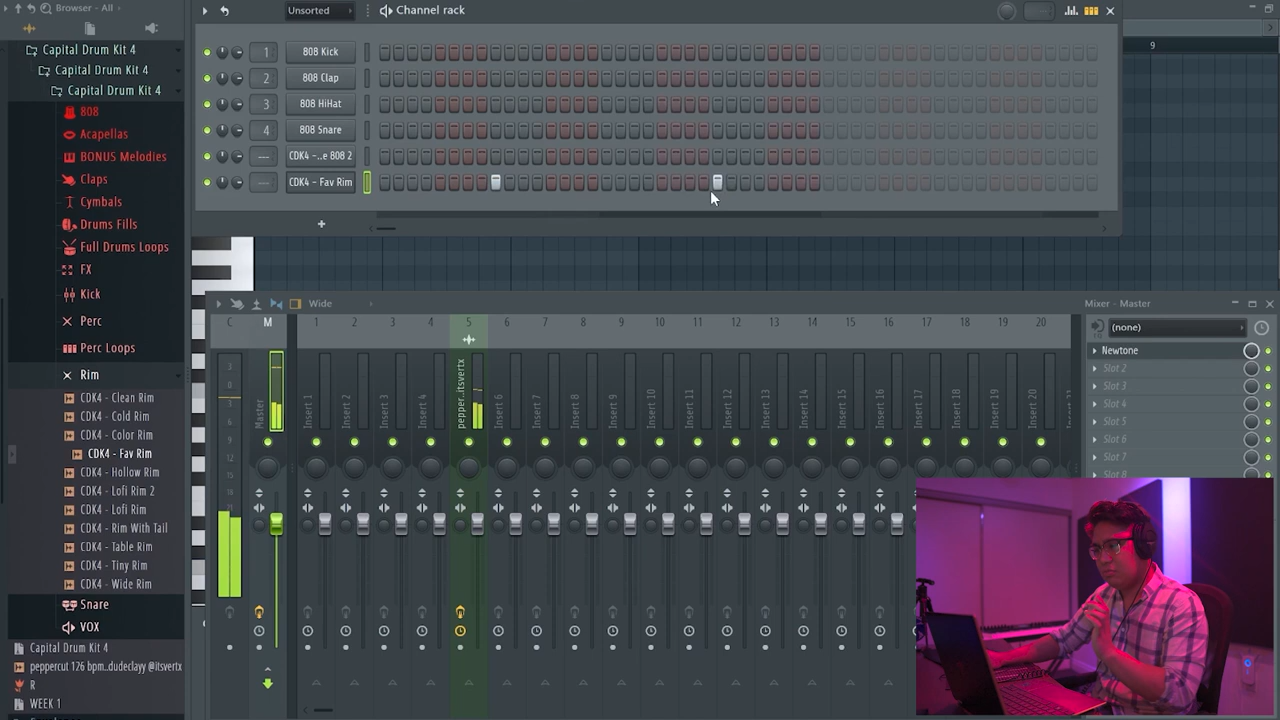 Browser - All
Unsorted
Channel rack
Capital Drum Kit 4
Capital Drum Kit 4
Capital Drum Kit 4
808
Acapellas
BONUS Melodies
Claps
Cymbals
Drums Fills
Full Drums Loops
FX
Kick
Perc
Perc Loops
Rim
CDK4 - Clean Rim
CDK4 - Cold Rim
CDK4 - Color Rim
CDK4 - Fav Rim
CDK4 - Hollow Rim
CDK4 - Lofi Rim 2
CDK4 - Lofi Rim
CDK4 - Rim With Tail
CDK4 - Table Rim
CDK4 - Tiny Rim
CDK4 - Wide Rim
Snare
VOX
Capital Drum Kit 4
peppercut 126 bpm..dudeclayy @itsvertx
R
WEEK 1
1 808 Kick
2 808 Clap
3 808 HiHat
4 808 Snare
--- CDK4 -..e 808 2
--- CDK4 - Fav Rim
+
9
Wide
C M 1 2 3 4 5 6 7 8 9 10 11 12 13 14 15 16 17 18 19 20
Master
Insert 1
Insert 2
Insert 3
Insert 4
pepper..itsvertx
Insert 6
Insert 7
Insert 8
Insert 9
Insert 10
Insert 11
Insert 12
Insert 13
Insert 14
Insert 15
Insert 16
Insert 17
Insert 18
Insert 19
Insert 20
3
0
3
6
9
12
15
18
Mixer - Master
(none)
Newtone
Slot 2
Slot 3
Slot 4
Slot 5
Slot 6
Slot 7
Slot 8